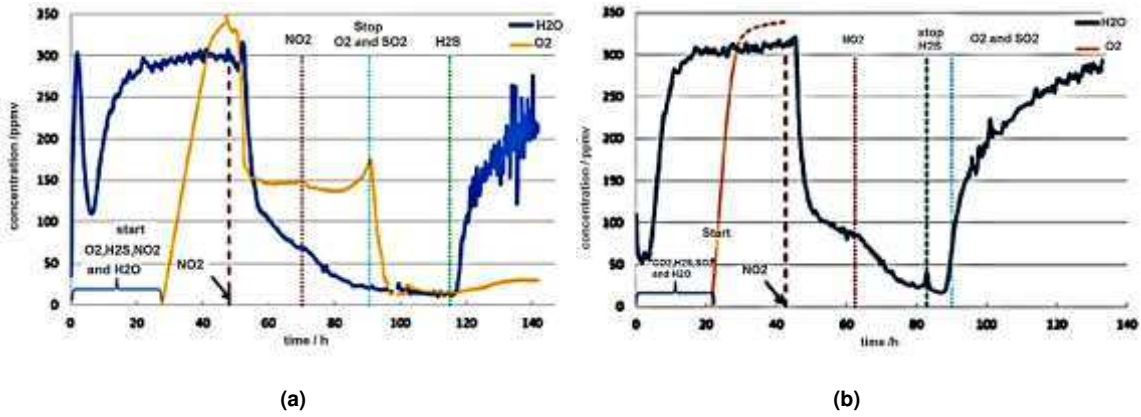 350
300
250
200
150
100
50
0
concentration /ppmv
NO2
Stop
O2 and SO2
H2S
H2O
O2
start
O2,H2S,NO2
and H2O
NO2
0
20
40
60
80
100
120
140
time / h
(a)
350
300
250
200
150
100
50
0
concentration / ppmv
NO2
stop
H2S
O2 and SO2
H2O
O2
Start
and H2O
NO2
0
20
40
60
80
100
120
140
time /h
(b)